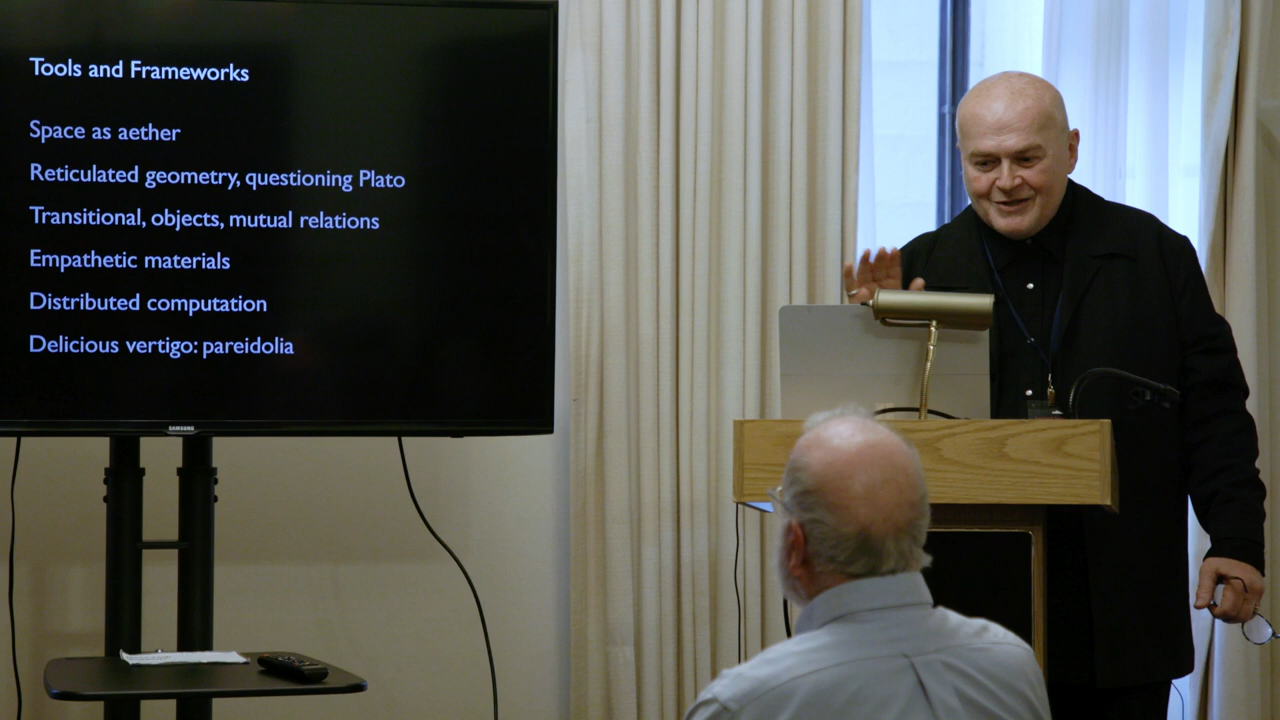 Tools and Frameworks
Space as aether
Reticulated geometry, questioning Plato
Transitional, objects, mutual relations
Empathetic materials
Distributed computation
Delicious vertigo: pareidolia
SAMSUNG